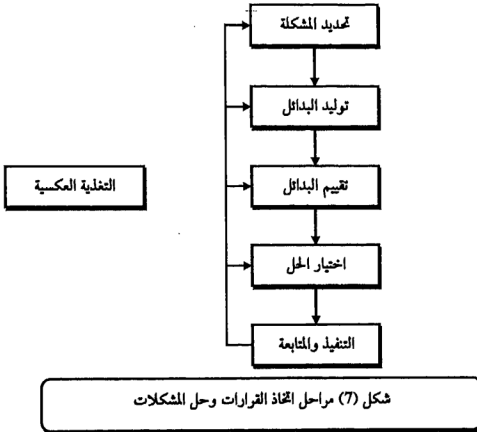 تحديد المشكلة
توليد البدائل
تقييم البدائل
التغذية العكسية
اختيار الحل
التنفيذ والمتابعة
شكل (7) مراحل اتخاذ القرارات وحل المشكلات